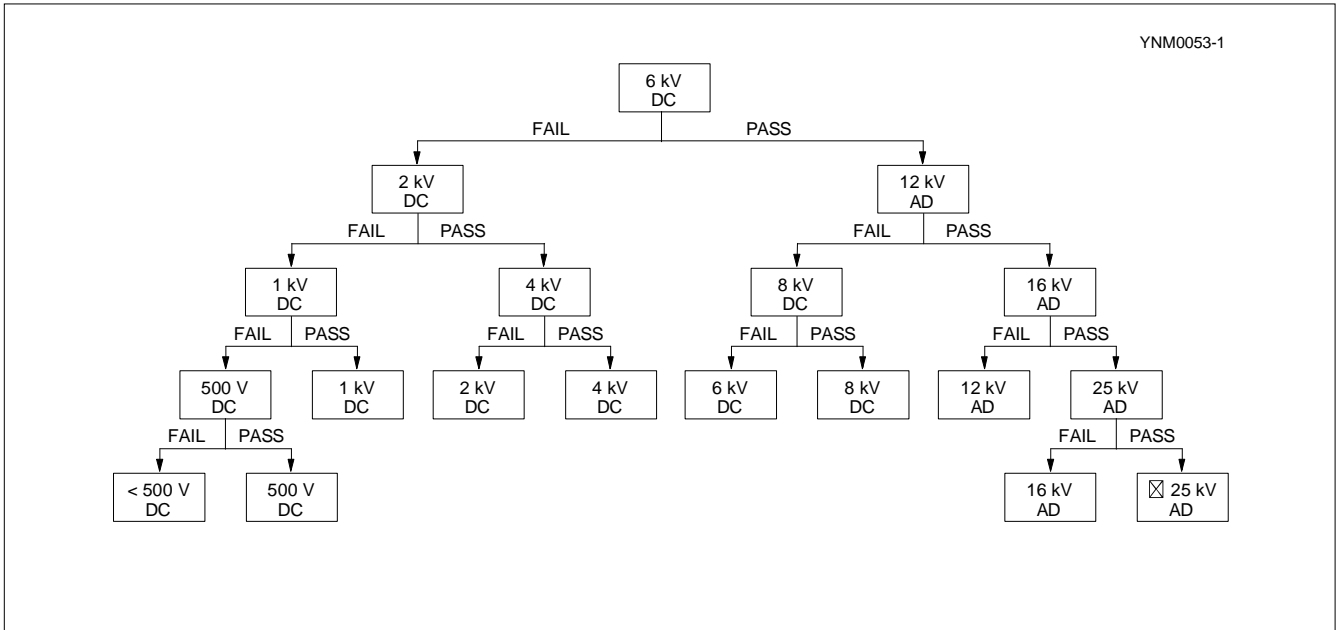 YNM0053-1
6 kV
DC
FAIL PASS
2 kV
DC
12 kV
AD
FAIL PASS
FAIL PASS
1 kV
DC
4 kV
DC
8 kV
DC
16 kV
AD
FAIL PASS
FAIL PASS
FAIL PASS
FAIL PASS
500 V
DC
1 kV
DC
2 kV
DC
4 kV
DC
6 kV
DC
8 kV
DC
12 kV
AD
25 kV
AD
FAIL PASS
FAIL PASS
< 500 V
DC
500 V
DC
16 kV
AD
25 kV
AD